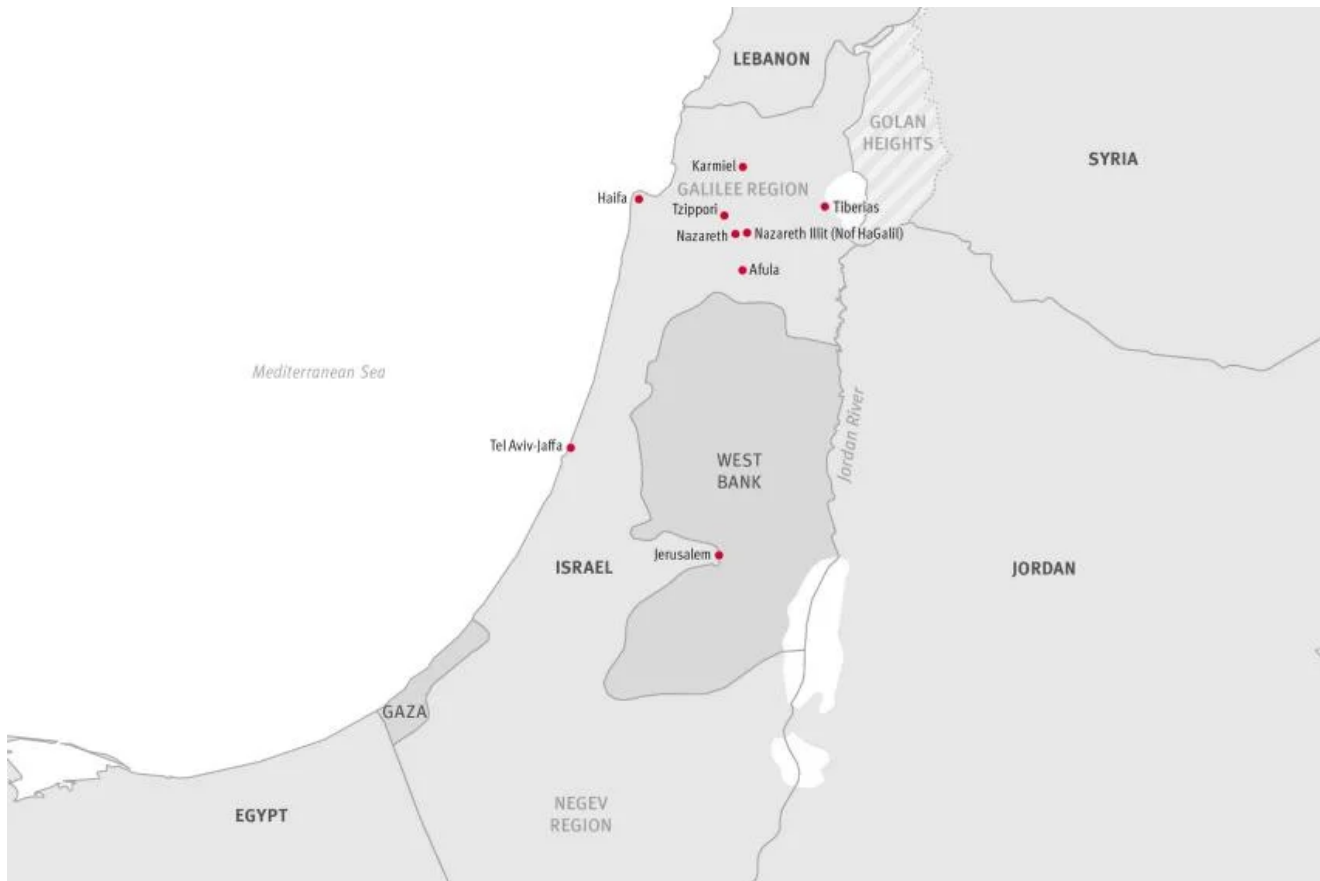 LEBANON
GOLAN
HEIGHTS
SYRIA
Karmiel
GALILEE REGION
Haifa
Tzippori
Tiberias
Nazareth
Nazareth Illit (Nof HaGalil)
Afula
Mediterranean Sea
Jordan River
Tel Aviv-Jaffa
WEST
BANK
Jerusalem
ISRAEL
JORDAN
GAZA
NEGEV
REGION
EGYPT